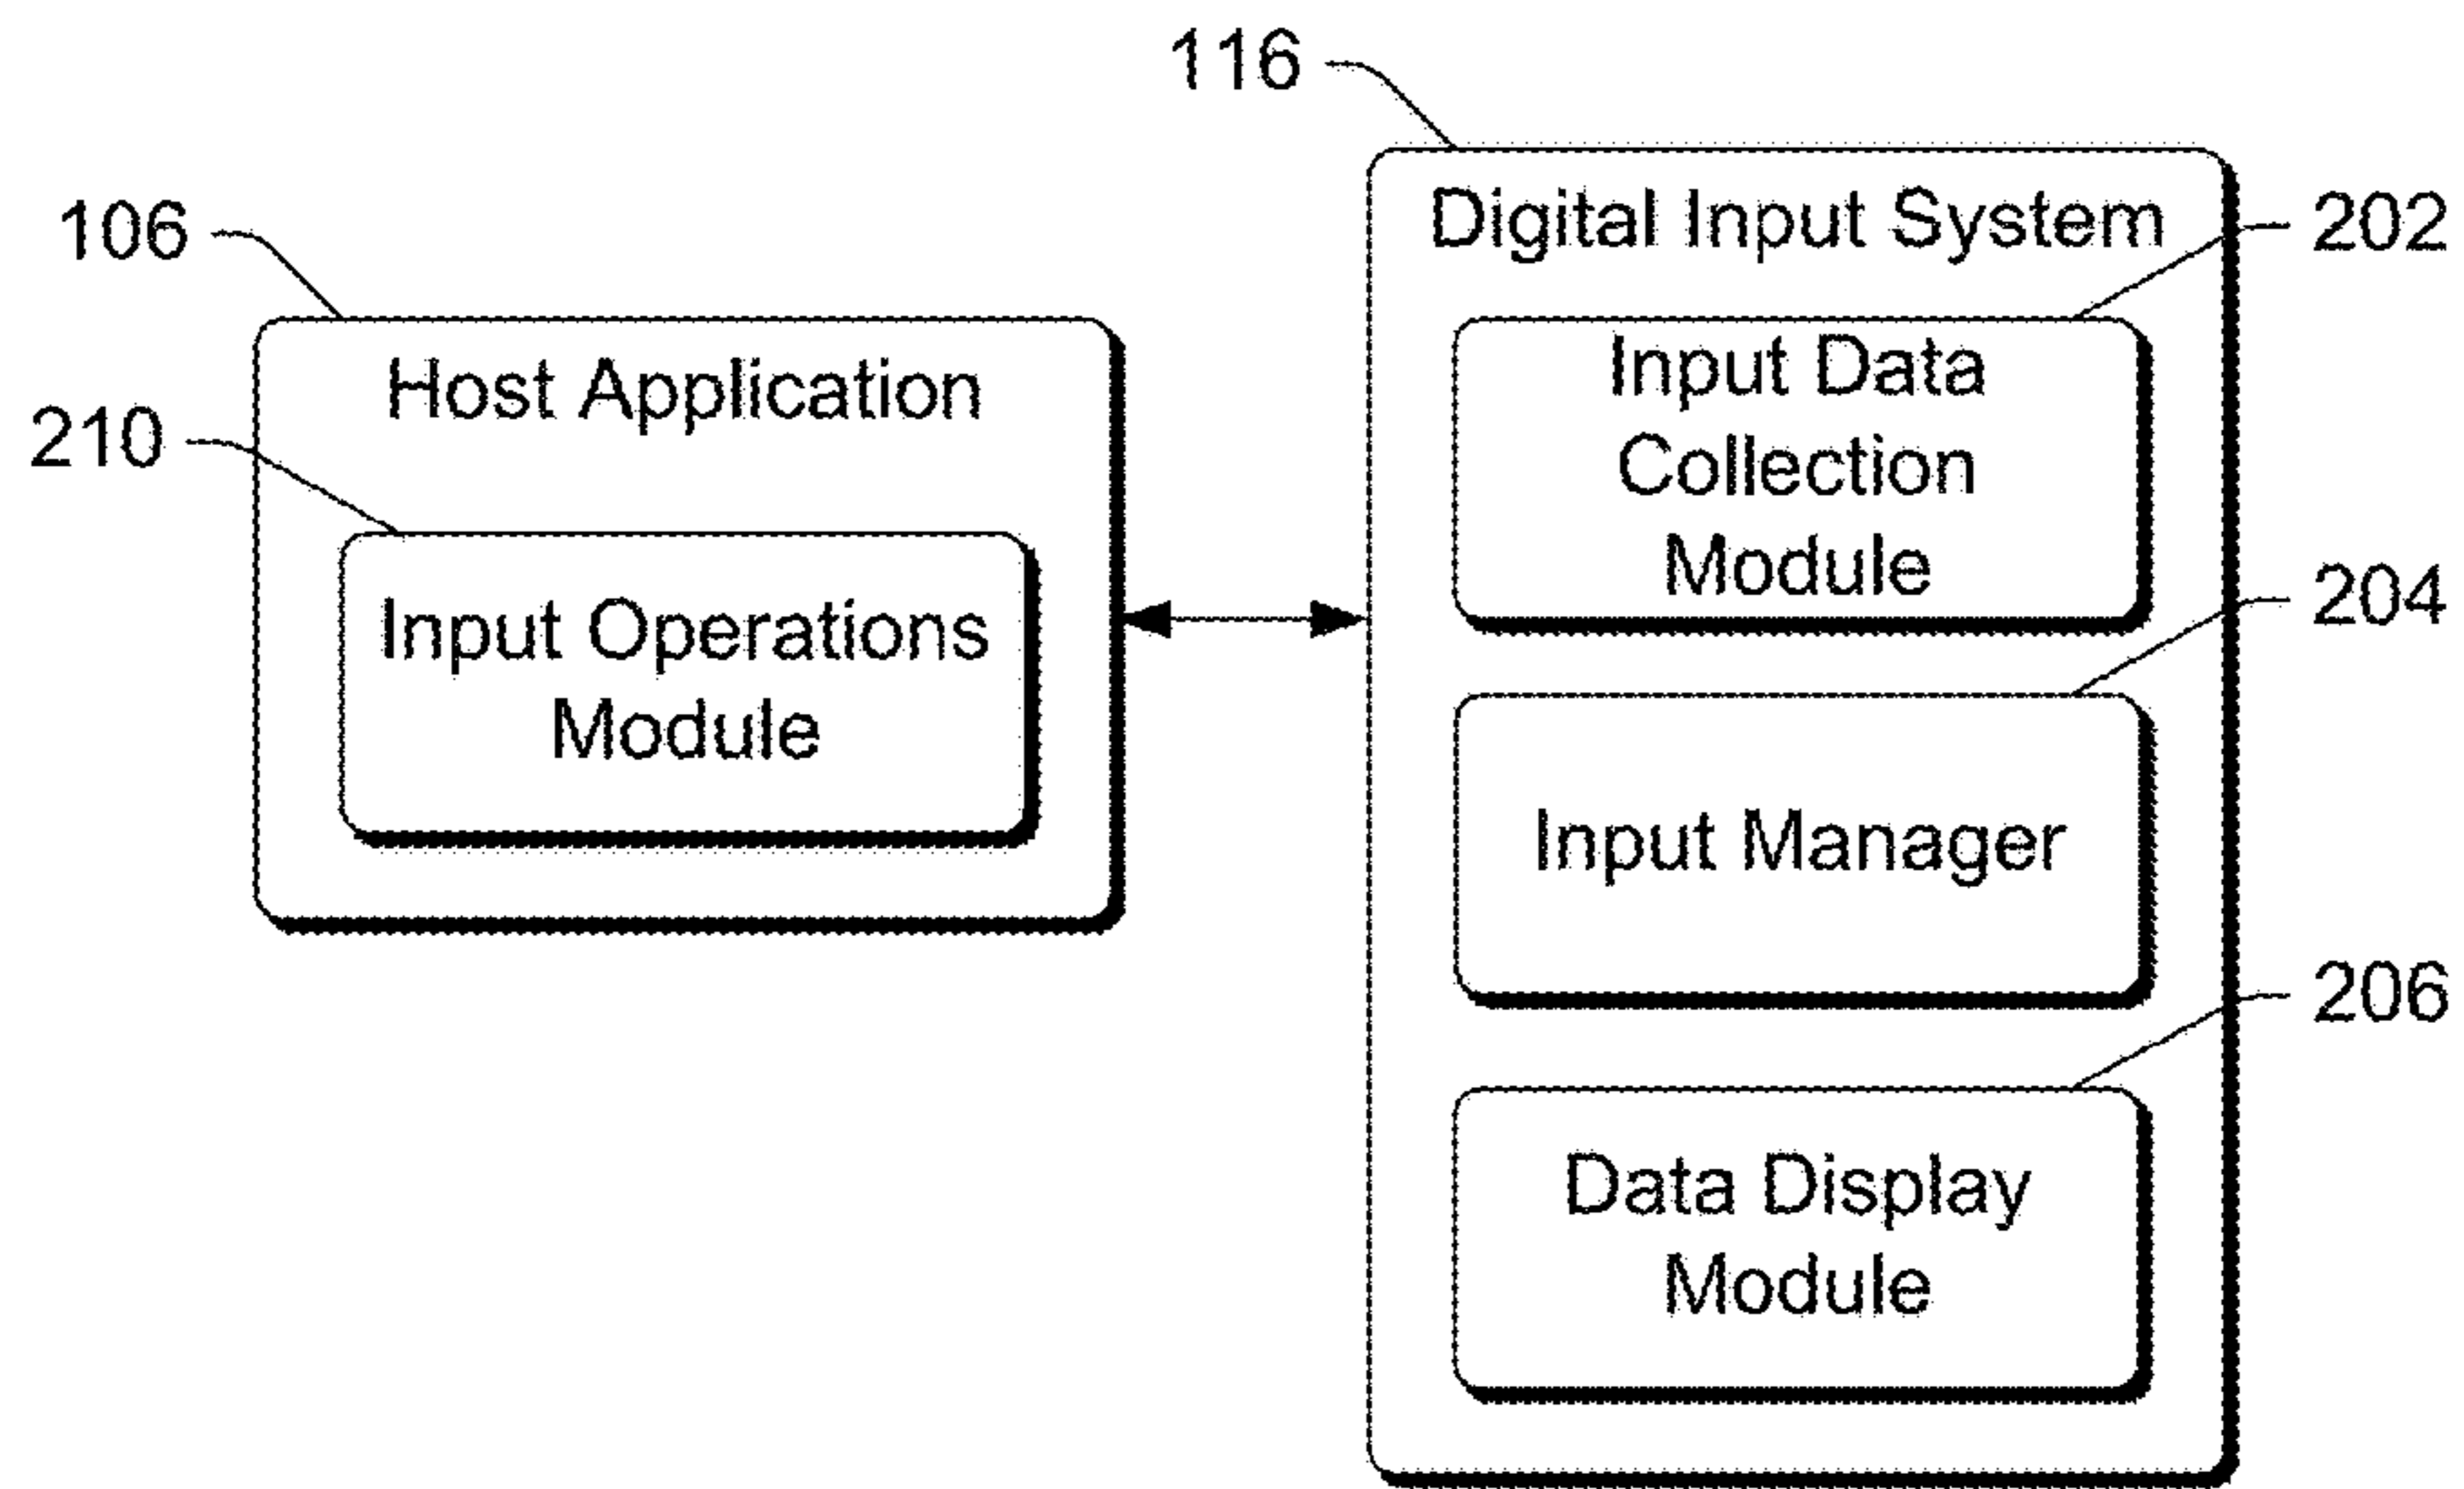 116
Digital Input System
202
106
Input Data
Collection
Module
Host Application
210
Input Operations
Module
204
Input Manager
206
Data Display
Module